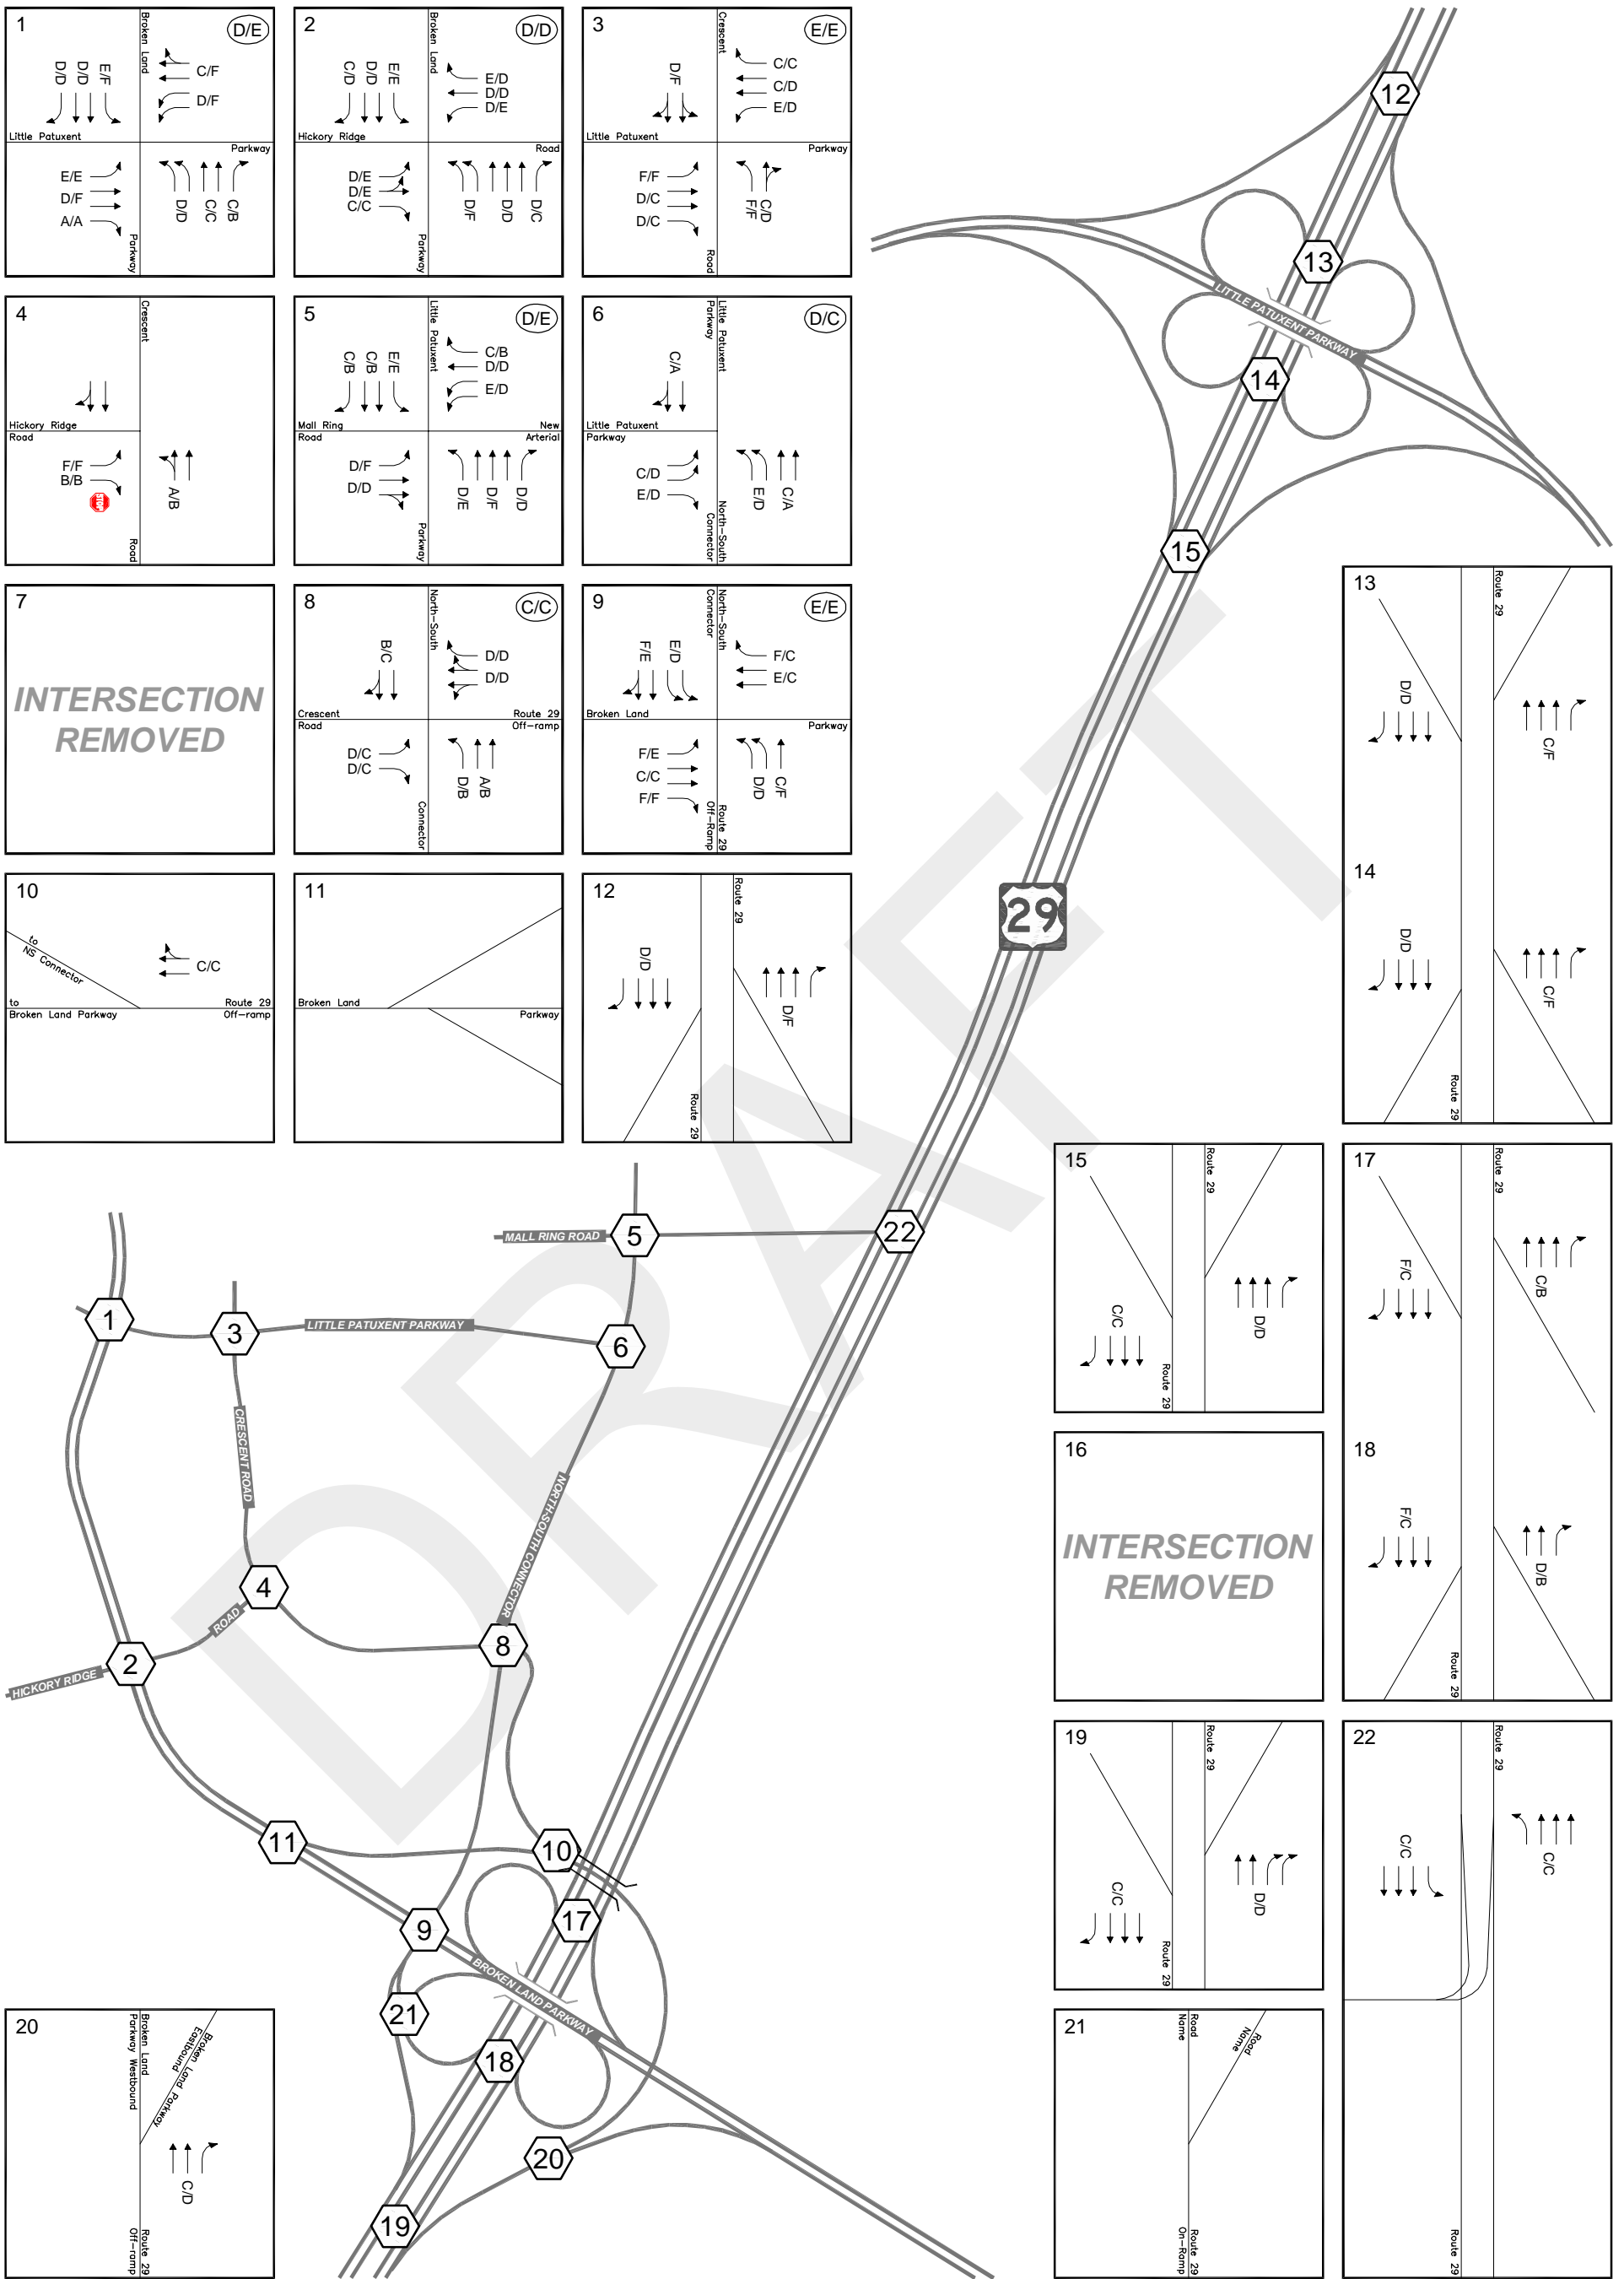 1
D/E
Broken Land
D/D
D/D
E/F
C/F
D/F
Little Patuxent
Parkway
E/E
D/F
A/A
D/D
C/C
C/B
Parkway
2
D/D
Broken Land
C/D
D/D
E/E
E/D
D/D
D/E
Hickory Ridge
Road
D/E
D/E
C/C
D/F
D/D
D/C
Parkway
3
E/E
Crescent
D/F
C/C
C/D
E/D
Little Patuxent
Parkway
F/F
D/C
D/C
F/F
C/D
Road
4
Crescent
Hickory Ridge
Road
F/F
B/B
STOP
A/B
Road
5
D/E
Little Patuxent
C/B
C/B
E/E
C/B
D/D
E/D
Mall Ring
Road
New
Arterial
D/F
D/D
D/E
D/F
D/D
Parkway
6
D/C
Little Patuxent
Parkway
C/A
Little Patuxent
Parkway
C/D
E/D
E/D
C/A
North-South
Connector
7
INTERSECTION
REMOVED
8
C/C
North-South
B/C
D/D
D/D
Crescent
Road
Route 29
Off-ramp
D/C
D/C
D/B
A/B
Connector
9
E/E
North-South
Connector
F/E
E/D
F/C
E/C
Broken Land
Parkway
F/E
C/C
F/F
D/D
C/F
Route 29
Off-Ramp
10
to
NS Connector
C/C
to
Broken Land Parkway
Route 29
Off-ramp
11
Broken Land
Parkway
12
Route 29
D/D
D/F
Route 29
13
Route 29
D/D
C/F
14
D/D
C/F
Route 29
15
Route 29
C/C
D/D
Route 29
16
INTERSECTION
REMOVED
17
Route 29
F/C
C/B
18
F/C
D/B
Route 29
19
Route 29
C/C
D/D
Route 29
20
Broken Land
Parkway Westbound
Broken Land Parkway
Eastbound
C/D
Route 29
Off-ramp
21
Road
Name
Road
Name
Route 29
On-Ramp
22
Route 29
C/C
C/C
Route 29
12
13
LITTLE PATUXENT PARKWAY
14
15
29
22
MALL RING ROAD
5
1
3
LITTLE PATUXENT PARKWAY
6
CRESCENT ROAD
NORTH-SOUTH CONNECTOR
4
ROAD
8
2
HICKORY RIDGE
11
10
9
17
BROKEN LAND PARKWAY
21
18
20
19
DRAFT